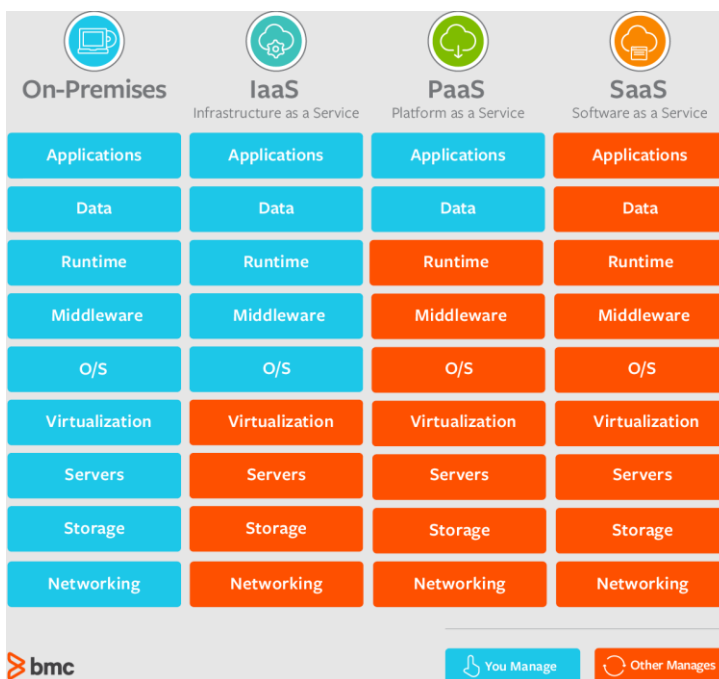 On-Premises
IaaS
Infrastructure as a Service
PaaS
Platform as a Service
SaaS
Software as a Service
Applications Applications Applications Applications
Data Data Data Data
Runtime Runtime Runtime Runtime
Middleware Middleware Middleware Middleware
O/S O/S O/S O/S
Virtualization Virtualization Virtualization Virtualization
Servers Servers Servers Servers
Storage Storage Storage Storage
Networking Networking Networking Networking
bmc
You Manage
Other Manages